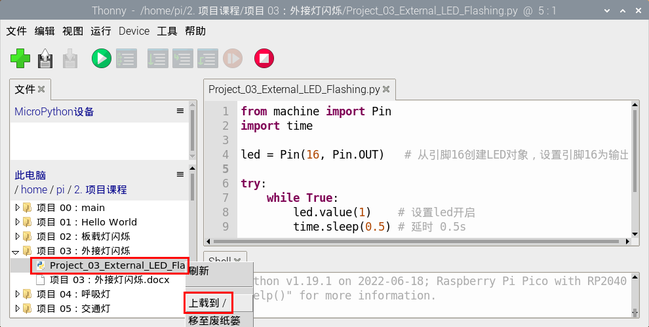 Thonny - /home/pi/2. 项目课程/项目 03：外接灯闪烁/Project_03_External_LED_Flashing.py @ 5 : 1
文件 编辑 视图 运行 Device 工具 帮助
文件
MicroPython设备
此电脑
/ home / pi / 2. 项目课程
项目 00：main
项目 01：Hello World
项目 02：板载灯闪烁
项目 03：外接灯闪烁
Project_03_External_LED_Fla
项目 03：外接灯闪烁.docx
项目 04：呼吸灯
项目 05：交通灯
刷新
上载到 /
移至废纸篓
Project_03_External_LED_Flashing.py
1 from machine import Pin
2 import time
3
4 led = Pin(16, Pin.OUT) # 从引脚16创建LED对象，设置引脚16为输出
5
6 try:
7 while True:
8 led.value(1) # 设置led开启
9 time.sleep(0.5) # 延时 0.5s
Shell
thon v1.19.1 on 2022-06-18; Raspberry Pi Pico with RP2040
elp()" for more information.